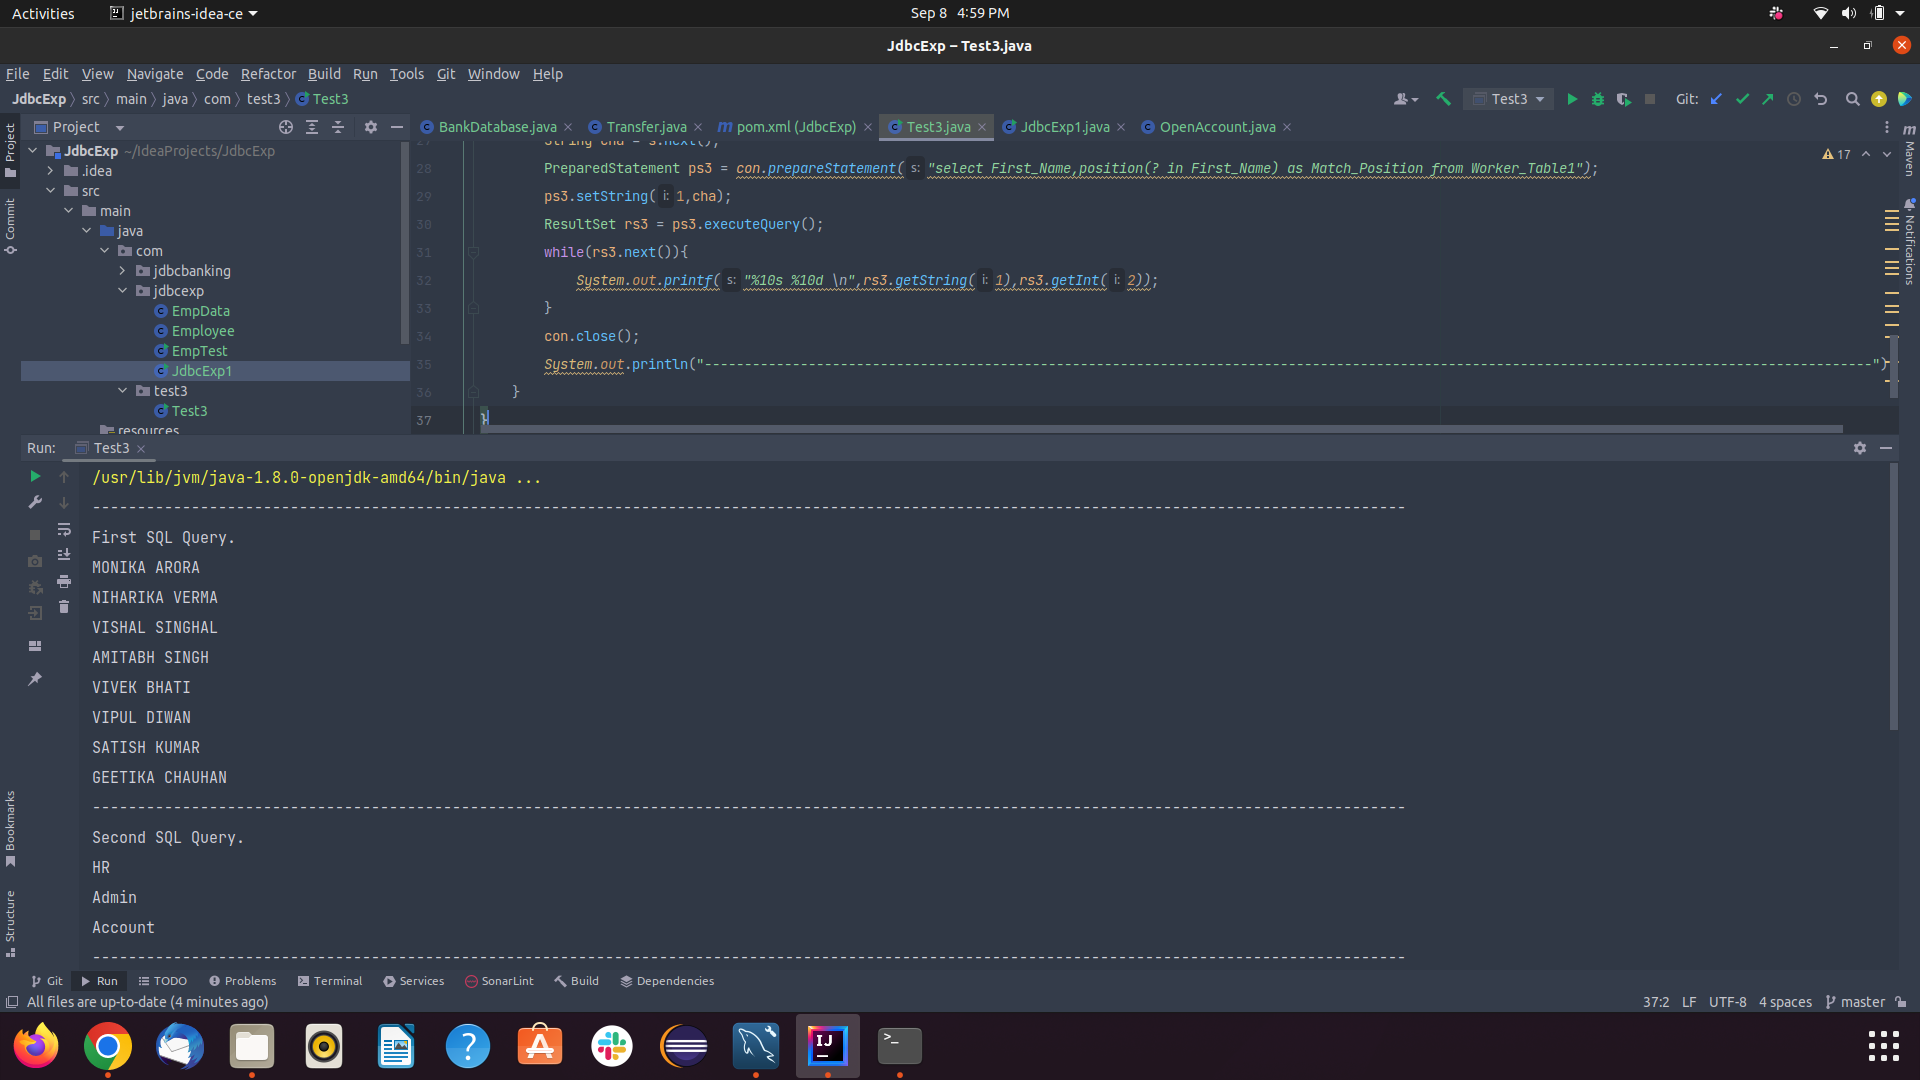 Activities jetbrains-idea-ce Sep 8 4:59 PM
JdbcExp – Test3.java
File Edit View Navigate Code Refactor Build Run Tools Git Window Help
JdbcExp src main java com test3 Test3 Test3 Git:
Project BankDatabase.java Transfer.java pom.xml (JdbcExp) Test3.java JdbcExp1.java OpenAccount.java
Project
Commit
Bookmarks
Structure
Maven
Notifications
JdbcExp ~/IdeaProjects/JdbcExp
.idea
src
main
java
com
jdbcbanking
jdbcexp
EmpData
Employee
EmpTest
JdbcExp1
test3
Test3
resources
17
27 String cha = s.next();
28 PreparedStatement ps3 = con.prepareStatement( s: "select First_Name,position(? in First_Name) as Match_Position from Worker_Table1");
29 ps3.setString( i: 1,cha);
30 ResultSet rs3 = ps3.executeQuery();
31 while(rs3.next()){
32 System.out.printf( s: "%10s %10d \n",rs3.getString( i: 1),rs3.getInt( i: 2));
33 }
34 con.close();
35 System.out.println("--------------------------------------------------------------------------------------------------------------------------------------------------")
36 }
37 }
Run: Test3
/usr/lib/jvm/java-1.8.0-openjdk-amd64/bin/java ...
--------------------------------------------------------------------------------------------------------------------------------------------------
First SQL Query.
MONIKA ARORA
NIHARIKA VERMA
VISHAL SINGHAL
AMITABH SINGH
VIVEK BHATI
VIPUL DIWAN
SATISH KUMAR
GEETIKA CHAUHAN
--------------------------------------------------------------------------------------------------------------------------------------------------
Second SQL Query.
HR
Admin
Account
--------------------------------------------------------------------------------------------------------------------------------------------------
Git Run TODO Problems Terminal Services SonarLint Build Dependencies
All files are up-to-date (4 minutes ago) 37:2 LF UTF-8 4 spaces master